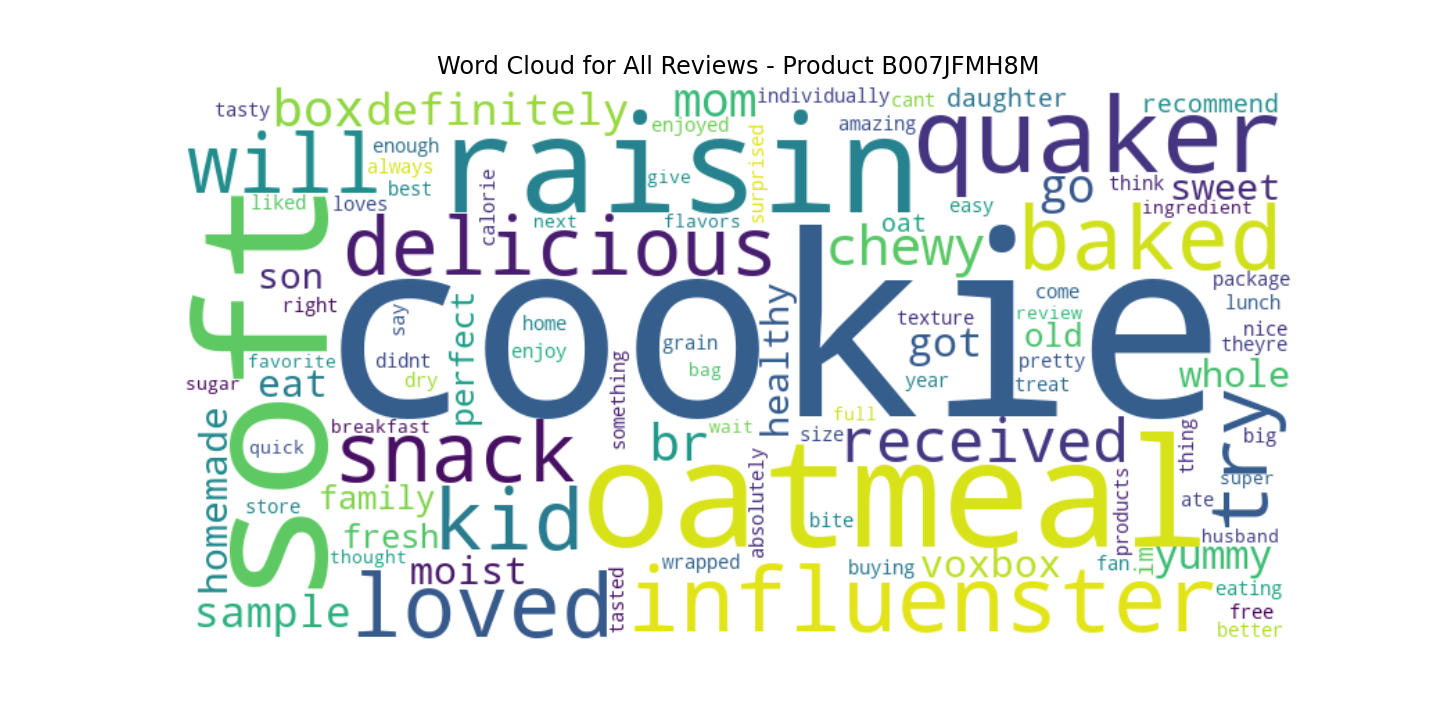 Word Cloud for All Reviews - Product B007JFMH8M
tasty
box
definitely
mom
individually
cant
daughter
recommend
will
enough
always
best
raisin
enjoyed
surprised
amazing
quaker
liked
loves
calorie
give
go
think
sweet
ingredient
soft
delicious
next
flavors
oat
easy
chewy
baked
son
right
say
perfect
home
enjoy
cookie
grain
bag
healthy
texture
got
year
come
review
old
pretty
treat
package
lunch
nice
theyre
whole
favorite
sugar
eat
didnt
dry
something
homemade
breakfast
quick
snack
br
wait
full
size
received
thing
try
big
super
store
family
fresh
kid
oatmeal
absolutely
bite
products
ate
husband
thought
moist
wrapped
buying
voxbox
fan
im
yummy
sample
loved
tasted
influenster
eating
free
better